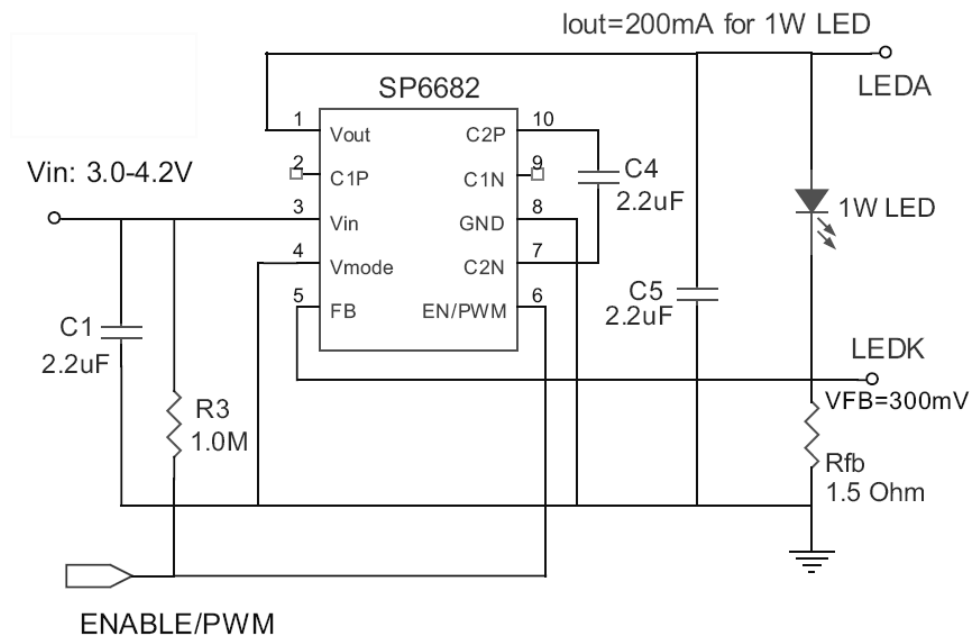 Iout=200mA for 1W LED
LEDA
SP6682
1
10
Vout
C2P
2
9
C1P
C1N
C4
2.2uF
Vin: 3.0-4.2V
3
8
Vin
GND
1W LED
4
7
Vmode
C2N
5
6
FB
EN/PWM
C5
2.2uF
C1
2.2uF
LEDK
VFB=300mV
R3
1.0M
Rfb
1.5 Ohm
ENABLE/PWM